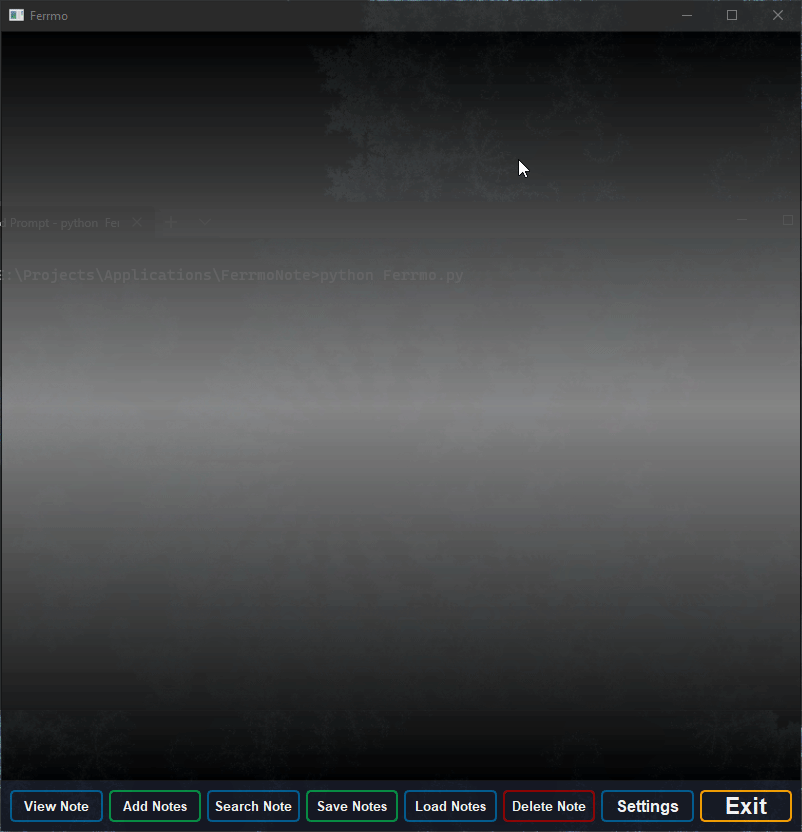 Ferrmo
d Prompt - python Fer
E:\Projects\Applications\FerrmoNote>python Ferrmo.py
View Note
Add Notes
Search Note
Save Notes
Load Notes
Delete Note
Settings
Exit